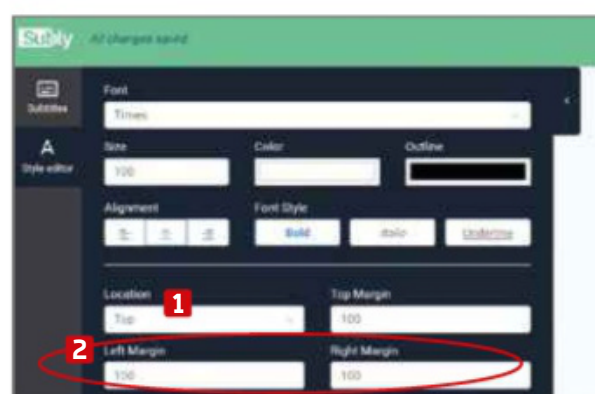 Subly All changes saved
Subtitles
Font
Times
A
Style editor
Size Color Outline
100
Alignment Font Style
Bold Italic Underline
Location 1 Top Margin
Top 100
2 Left Margin Right Margin
150 100